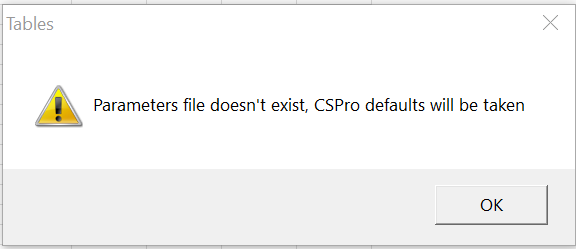 Tables
Parameters file doesn't exist, CSPro defaults will be taken
OK